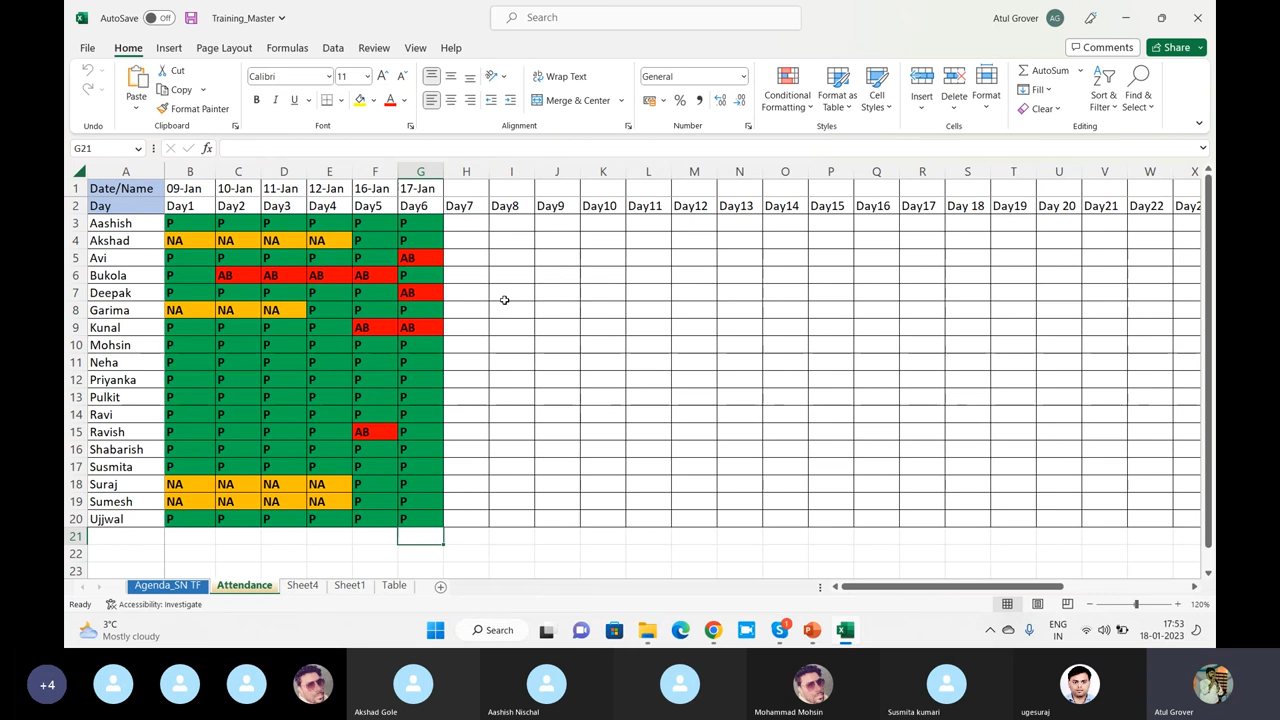 AutoSave Off Training_Master Search Atul Grover AG
File Home Insert Page Layout Formulas Data Review View Help Comments Share
Cut Calibri 11 Wrap Text General AutoSum
Copy Fill
Paste Format Painter B I U Merge & Center Conditional Formatting Format as Table Cell Styles Insert Delete Format Clear Sort & Filter Find & Select
Undo Clipboard Font Alignment Number Styles Cells Editing
G21 fx
A B C D E F G H I J K L M N O P Q R S T U V W X
1 Date/Name 09-Jan 10-Jan 11-Jan 12-Jan 16-Jan 17-Jan
2 Day Day1 Day2 Day3 Day4 Day5 Day6 Day7 Day8 Day9 Day10 Day11 Day12 Day13 Day14 Day15 Day16 Day17 Day 18 Day19 Day 20 Day21 Day22 Day2
3 Aashish P P P P P P
4 Akshad NA NA NA NA P P
5 Avi P P P P P AB
6 Bukola P AB AB AB AB P
7 Deepak P P P P P AB
8 Garima NA NA NA P P P
9 Kunal P P P P AB AB
10 Mohsin P P P P P P
11 Neha P P P P P P
12 Priyanka P P P P P P
13 Pulkit P P P P P P
14 Ravi P P P P P P
15 Ravish P P P P AB P
16 Shabarish P P P P P P
17 Susmita P P P P P P
18 Suraj NA NA NA NA P P
19 Sumesh NA NA NA NA P P
20 Ujjwal P P P P P P
21
22
23
Agenda_SN TF Attendance Sheet4 Sheet1 Table
Ready Accessibility: Investigate 120%
3°C Mostly cloudy Search 1 ENG IN 17:53 18-01-2023
+4 Akshad Gole Aashish Nischal Mohammad Mohsin Susmita kumari ugesuraj Atul Grover